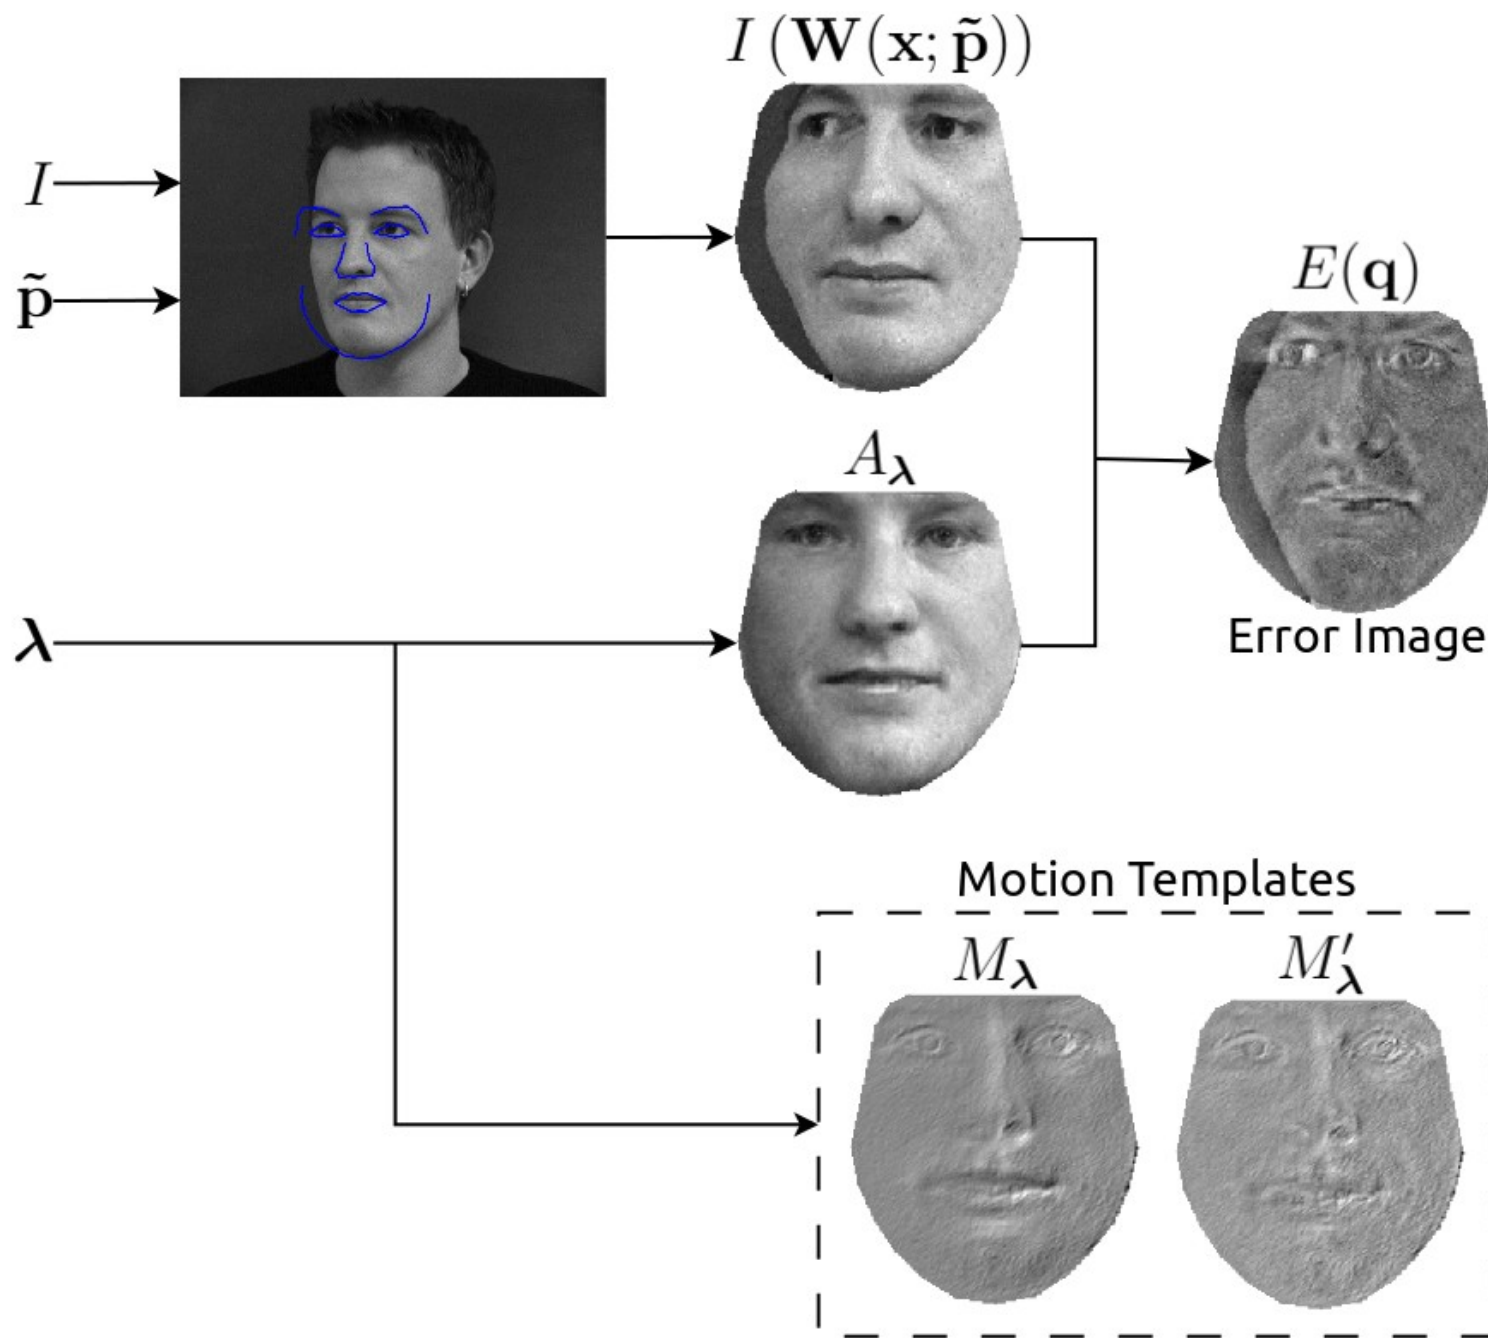 I (W(x; p̃))
I
p̃
E(q)
A_λ
λ
Error Image
Motion Templates
M_λ
M′_λ